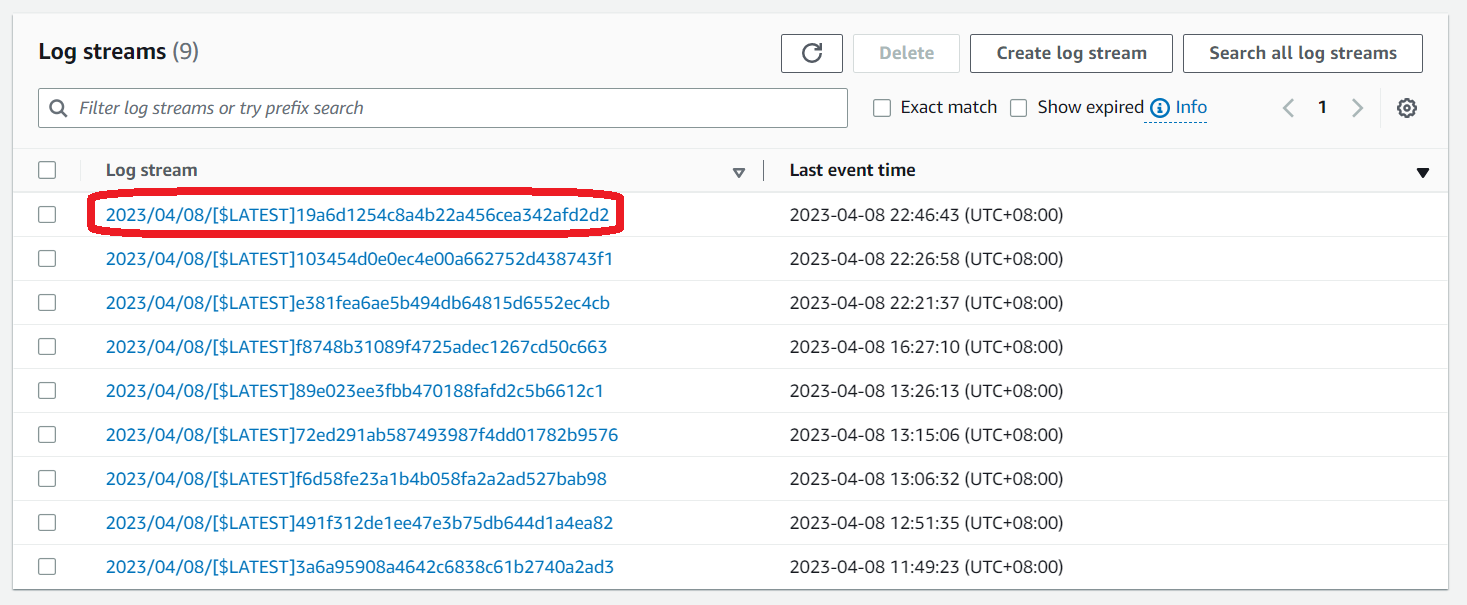 Log streams (9)
Delete
Create log stream
Search all log streams
Filter log streams or try prefix search
Exact match
Show expired
Info
1
Log stream
Last event time
2023/04/08/[$LATEST]19a6d1254c8a4b22a456cea342afd2d2 2023-04-08 22:46:43 (UTC+08:00)
2023/04/08/[$LATEST]103454d0e0ec4e00a662752d438743f1 2023-04-08 22:26:58 (UTC+08:00)
2023/04/08/[$LATEST]e381fea6ae5b494db64815d6552ec4cb 2023-04-08 22:21:37 (UTC+08:00)
2023/04/08/[$LATEST]f8748b31089f4725adec1267cd50c663 2023-04-08 16:27:10 (UTC+08:00)
2023/04/08/[$LATEST]89e023ee3fbb470188fafd2c5b6612c1 2023-04-08 13:26:13 (UTC+08:00)
2023/04/08/[$LATEST]72ed291ab587493987f4dd01782b9576 2023-04-08 13:15:06 (UTC+08:00)
2023/04/08/[$LATEST]f6d58fe23a1b4b058fa2a2ad527bab98 2023-04-08 13:06:32 (UTC+08:00)
2023/04/08/[$LATEST]491f312de1ee47e3b75db644d1a4ea82 2023-04-08 12:51:35 (UTC+08:00)
2023/04/08/[$LATEST]3a6a95908a4642c6838c61b2740a2ad3 2023-04-08 11:49:23 (UTC+08:00)